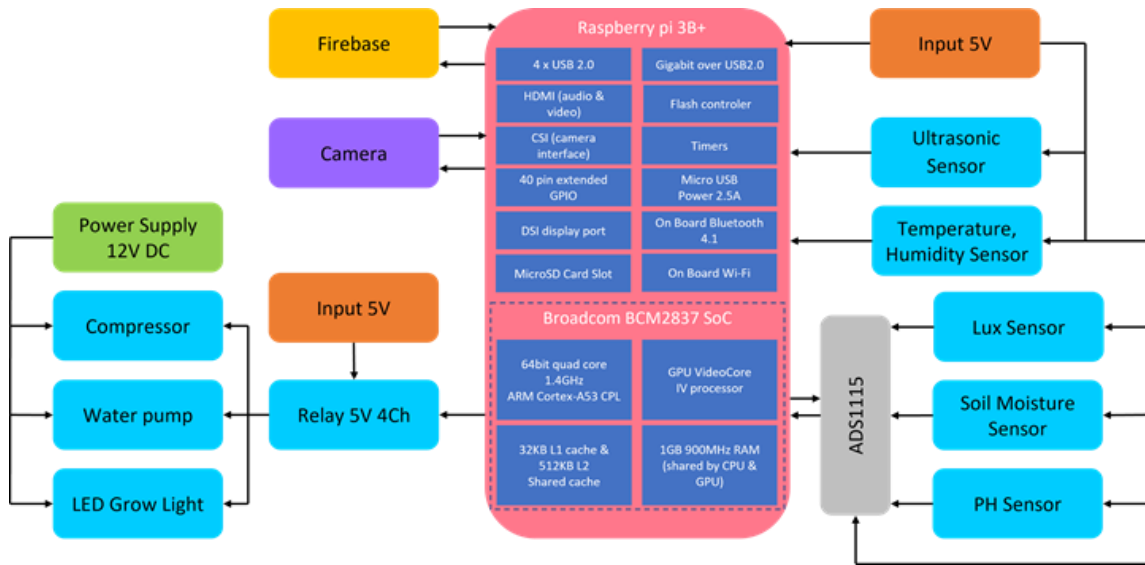 Firebase
Camera
Power Supply
12V DC
Compressor
Water pump
LED Grow Light
Input 5V
Relay 5V 4Ch
Raspberry pi 3B+
4 x USB 2.0
Gigabit over USB2.0
HDMI (audio &
video)
Flash controler
CSI (camera
interface)
Timers
40 pin extended
GPIO
Micro USB
Power 2.5A
DSI display port
On Board Bluetooth
4.1
MicroSD Card Slot
On Board Wi-Fi
Broadcom BCM2837 SoC
64bit quad core
1.4GHz
ARM Cortex-A53 CPL
GPU VideoCore
IV processor
32KB L1 cache &
512KB L2
Shared cache
1GB 900MHz RAM
(shared by CPU &
GPU)
ADS1115
Input 5V
Ultrasonic
Sensor
Temperature,
Humidity Sensor
Lux Sensor
Soil Moisture
Sensor
PH Sensor